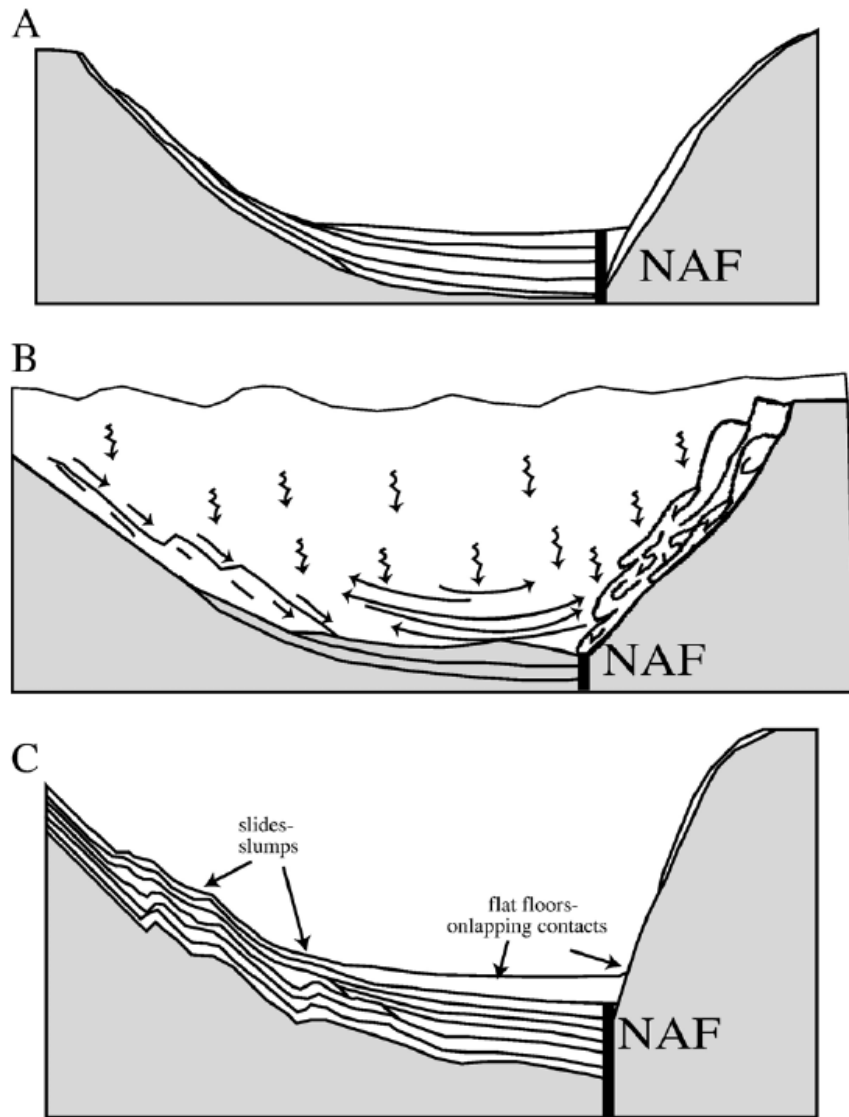 A
NAF
B
NAF
C
slides-
slumps
flat floors-
onlapping contacts
NAF